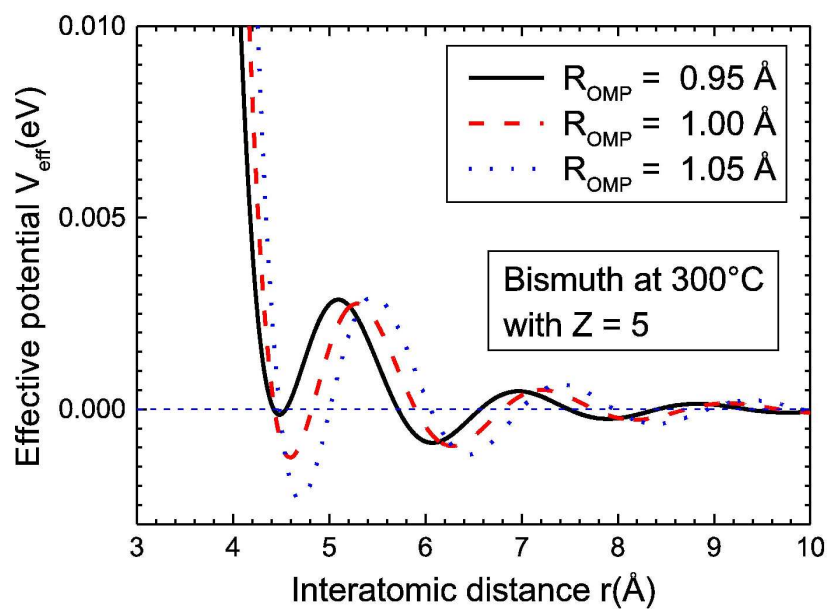 0.010
0.005
0.000
Effective potential V_eff(eV)
R_OMP = 0.95 Å
R_OMP = 1.00 Å
R_OMP = 1.05 Å
Bismuth at 300°C
with Z = 5
3 4 5 6 7 8 9 10
Interatomic distance r(Å)